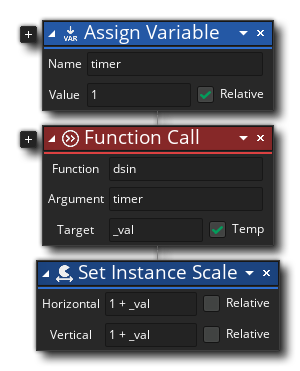 Assign Variable
Name timer
Value 1 Relative
Function Call
Function dsin
Argument timer
Target _val Temp
Set Instance Scale
Horizontal 1 + _val Relative
Vertical 1 + _val Relative